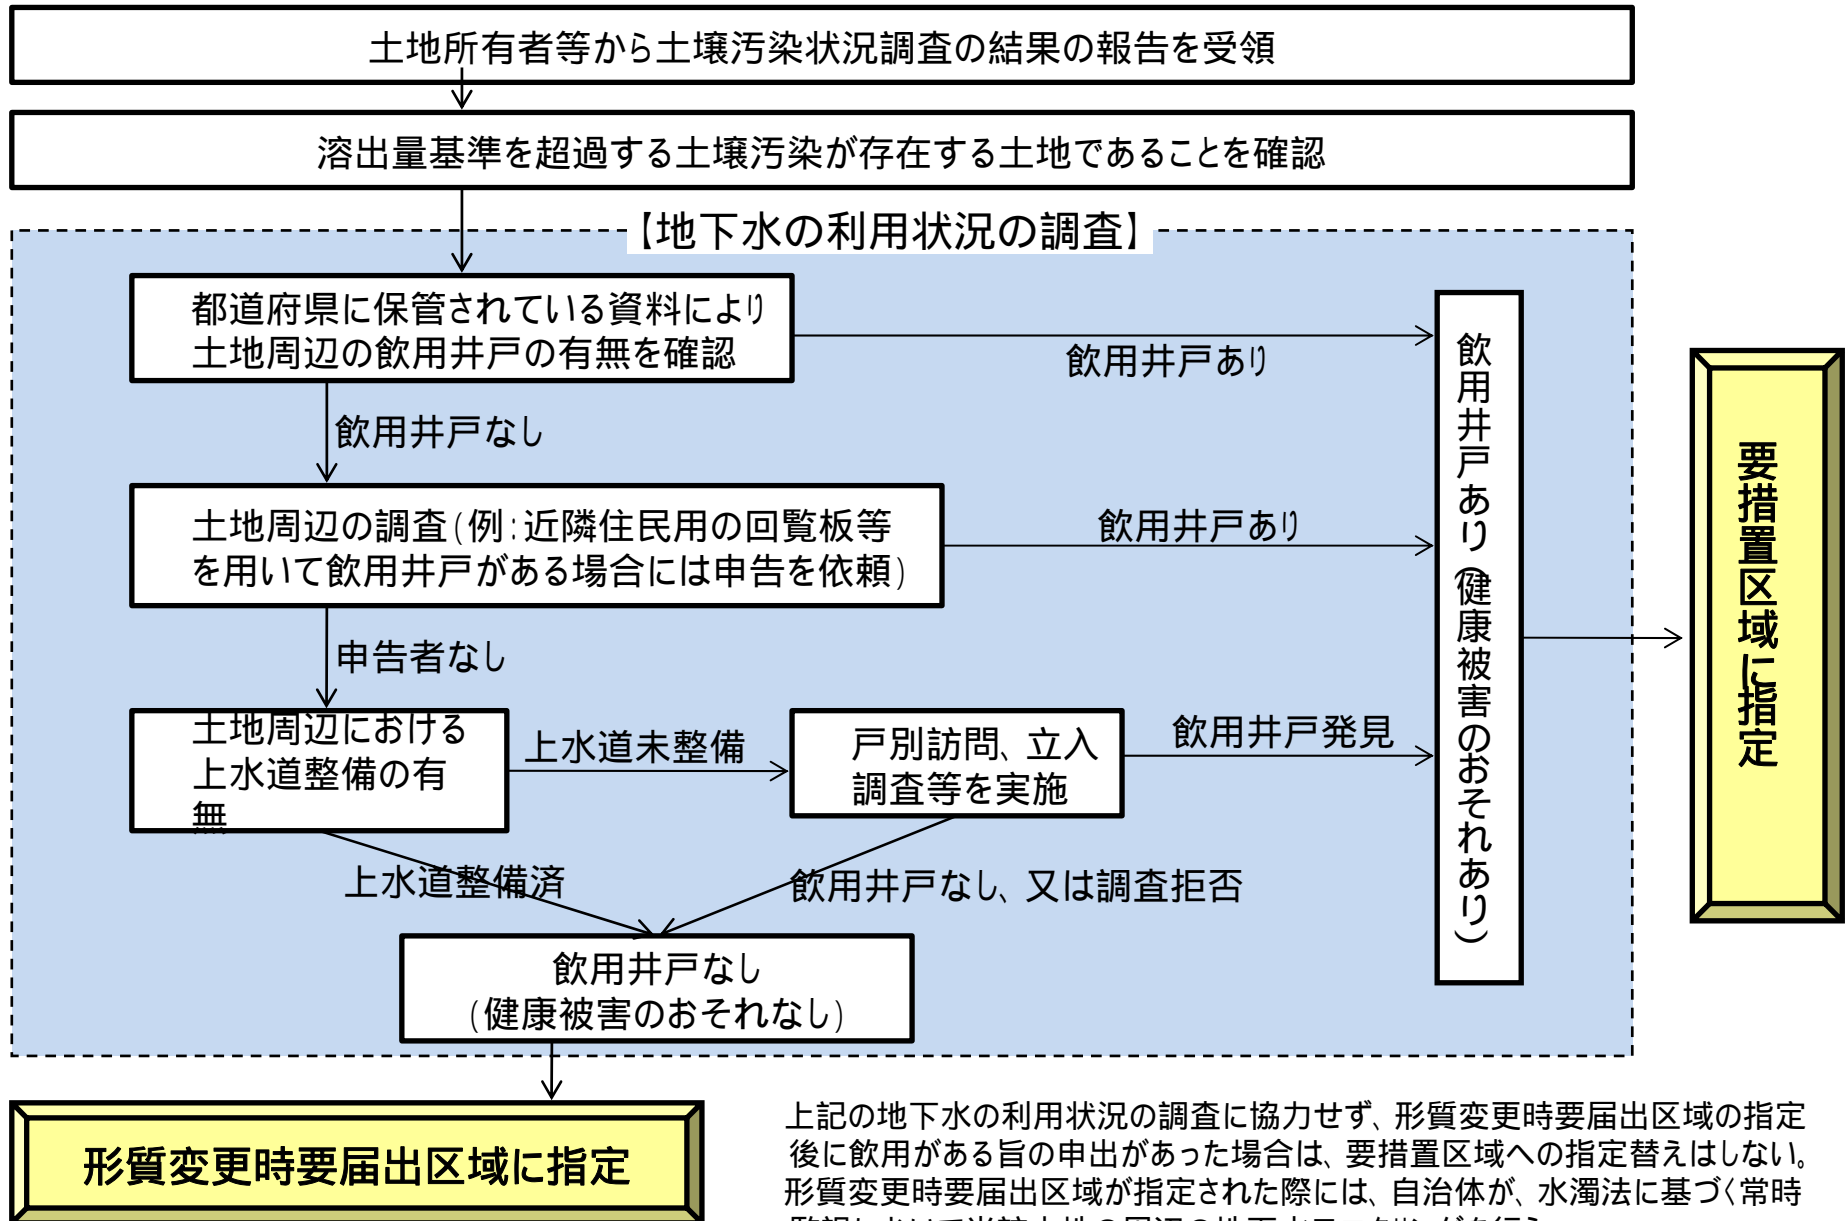 土地所有者等から土壌汚染状況調査の結果の報告を受領
溶出量基準を超過する土壌汚染が存在する土地であることを確認
【地下水の利用状況の調査】
都道府県に保管されている資料により
土地周辺の飲用井戸の有無を確認
飲用井戸あり
飲用井戸なし
土地周辺の調査(例:近隣住民用の回覧板等
を用いて飲用井戸がある場合には申告を依頼)
飲用井戸あり
申告者なし
土地周辺における
上水道整備の有
無
上水道未整備
戸別訪問、立入
調査等を実施
飲用井戸発見
上水道整備済
飲用井戸なし、又は調査拒否
飲用井戸なし
(健康被害のおそれなし)
飲用井戸あり(健康被害のおそれあり)
要措置区域に指定
形質変更時要届出区域に指定
上記の地下水の利用状況の調査に協力せず、形質変更時要届出区域の指定
後に飲用がある旨の申出があった場合は、要措置区域への指定替えはしない。
形質変更時要届出区域が指定された際には、自治体が、水濁法に基づく常時